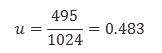 u = 495/1024 = 0.483